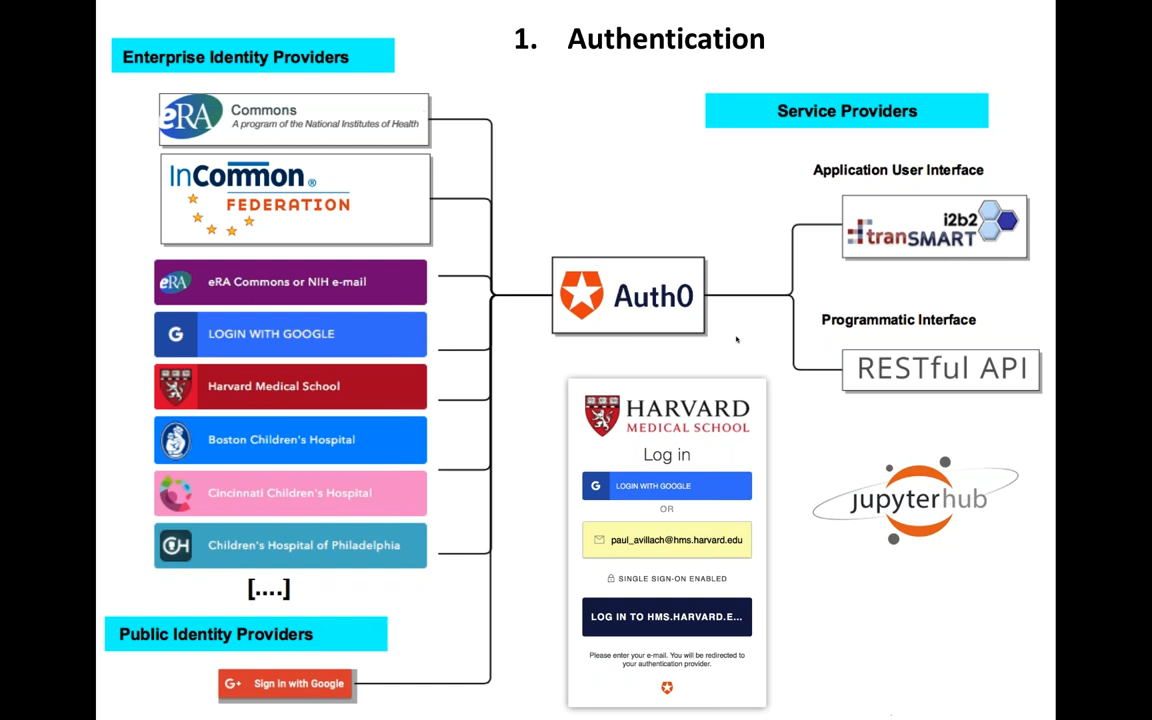 1. Authentication
Enterprise Identity Providers
eRA
Commons
A program of the National Institutes of Health
InCommon®
FEDERATION
eRA
eRA Commons or NIH e-mail
G
LOGIN WITH GOOGLE
Harvard Medical School
Boston Children's Hospital
Cincinnati Children's Hospital
CH
Children's Hospital of Philadelphia
[....]
Public Identity Providers
G+ Sign in with Google
Auth0
HARVARD
MEDICAL SCHOOL
Log in
G
LOGIN WITH GOOGLE
OR
paul_avillach@hms.harvard.edu
SINGLE SIGN-ON ENABLED
LOG IN TO HMS.HARVARD.E...
Please enter your e-mail. You will be redirected to
your authentication provider.
Service Providers
Application User Interface
i2b2
tranSMART
Programmatic Interface
RESTful API
jupyterhub